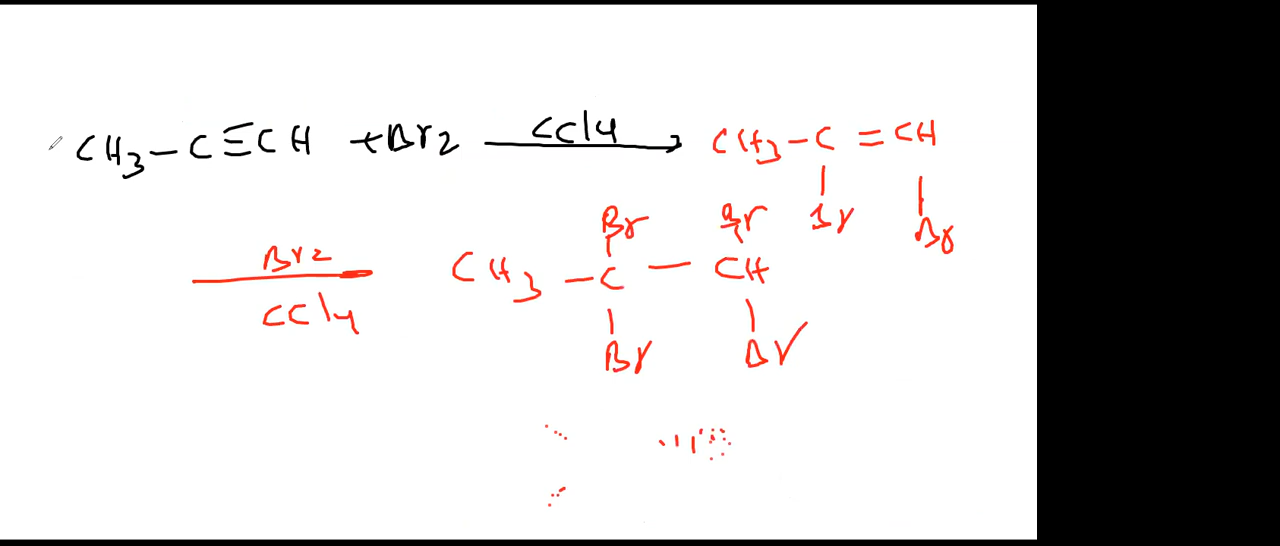 CH3-C≡CH +Br2 CCl4 → CH3-C=CH
Br Br
Br2 Br Br
CH3-C-CH
CCl4
Br Br